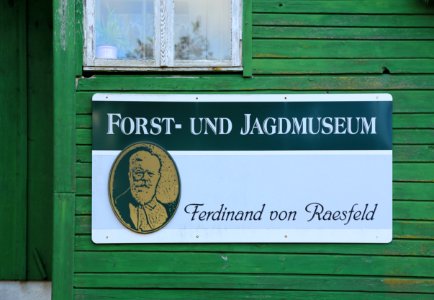 FORST- UND JAGDMUSEUM
Ferdinand von Raesfeld